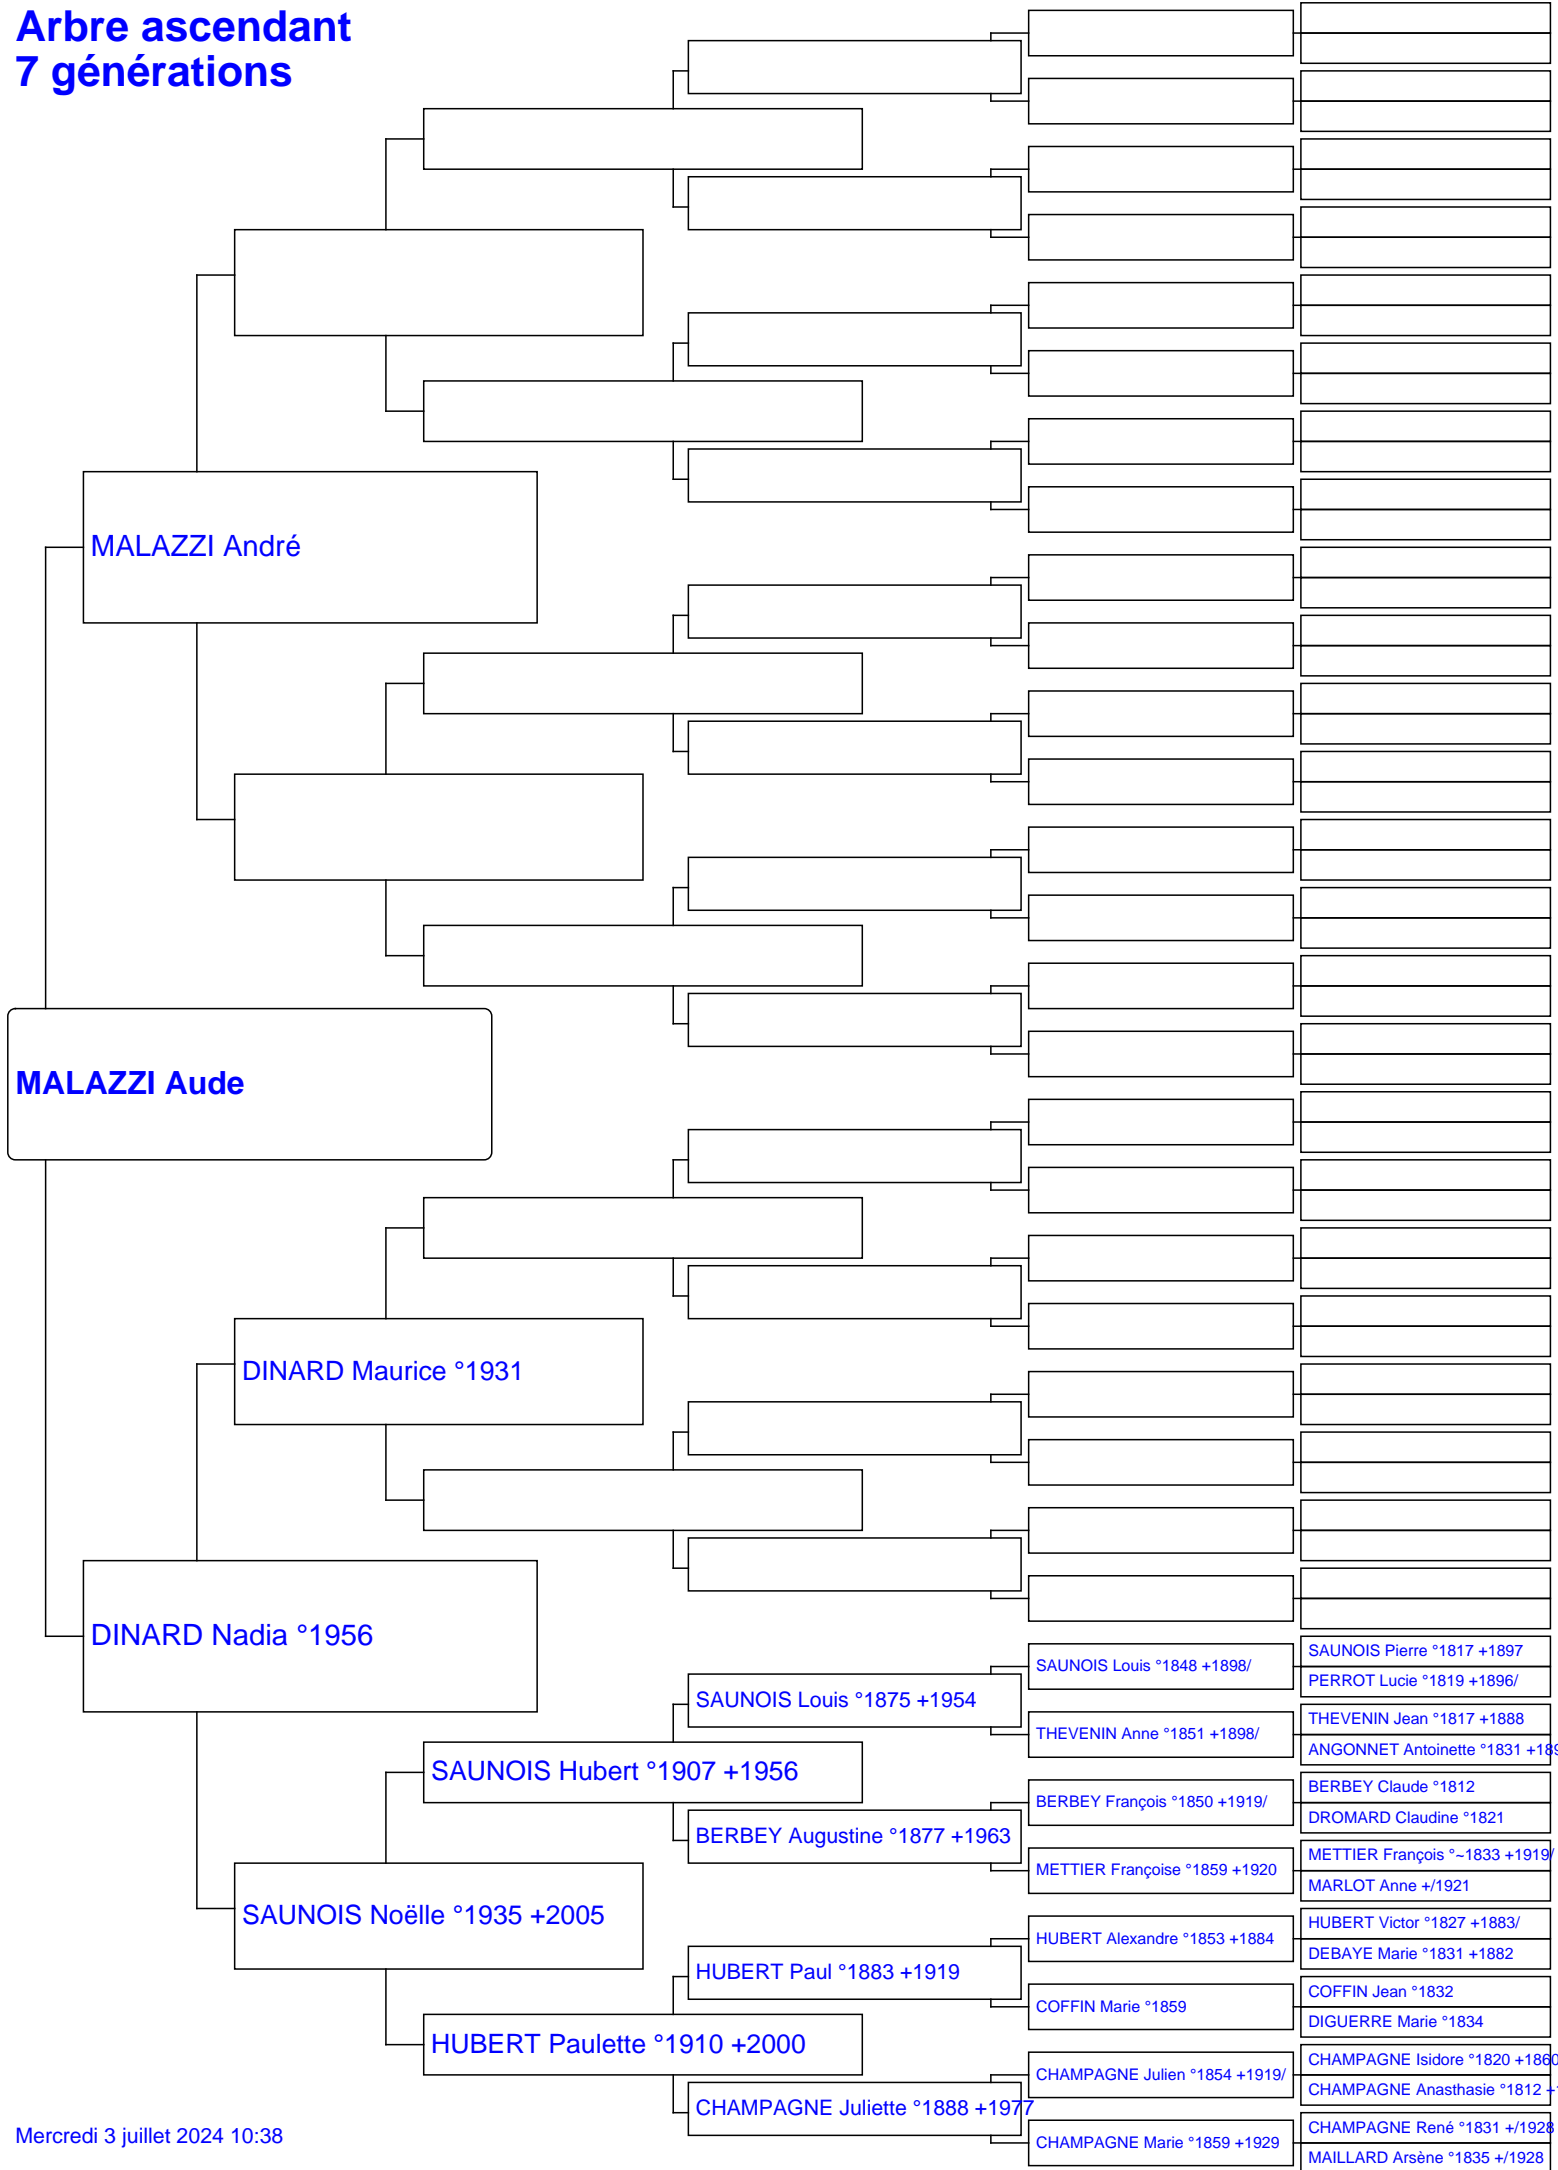 Arbre ascendant
7 générations
MALAZZI André
MALAZZI Aude
DINARD Maurice °1931
DINARD Nadia °1956
SAUNOIS Pierre °1817 +1897
SAUNOIS Louis °1848 +1898/
PERROT Lucie °1819 +1896/
SAUNOIS Louis °1875 +1954
THEVENIN Jean °1817 +1888
THEVENIN Anne °1851 +1898/
ANGONNET Antoinette °1831
SAUNOIS Hubert °1907 +1956
BERBEY Claude °1812
BERBEY François °1850 +1919/
DROMARD Claudine °1821
BERBEY Augustine °1877 +1963
METTIER François °~1833 +1919/
METTIER Françoise °1859 +1920
MARLOT Anne +/1921
SAUNOIS Noëlle °1935 +2005
HUBERT Victor °1827 +1883/
HUBERT Alexandre °1853 +1884
DEBAYE Marie °1831 +1882
HUBERT Paul °1883 +1919
COFFIN Jean °1832
COFFIN Marie °1859
DIGUERRE Marie °1834
HUBERT Paulette °1910 +2000
CHAMPAGNE Isidore °1820 +1860
CHAMPAGNE Julien °1854 +1919/
CHAMPAGNE Anasthasie °1812
CHAMPAGNE Juliette °1888 +1977
CHAMPAGNE René °1831 +/1928
CHAMPAGNE Marie °1859 +1929
MAILLARD Arsène °1835 +/1928
Mercredi 3 juillet 2024 10:38